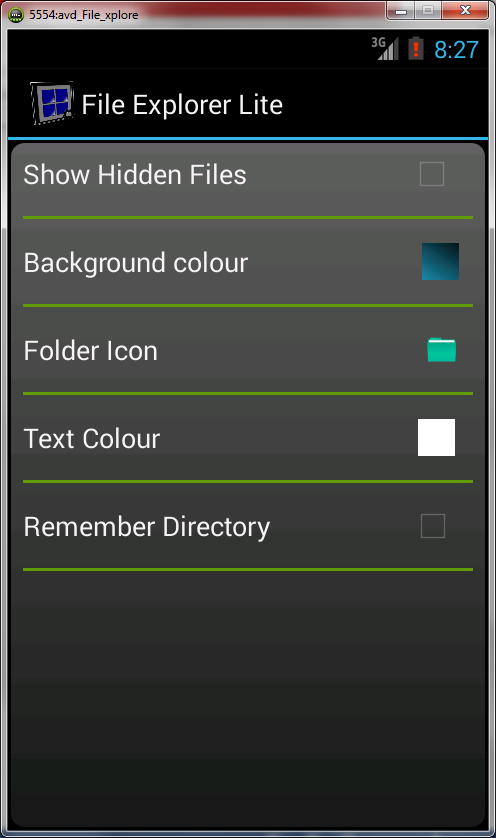 5554:avd_File_xplore
3G 8:27
File Explorer Lite
Show Hidden Files
Background colour
Folder Icon
Text Colour
Remember Directory